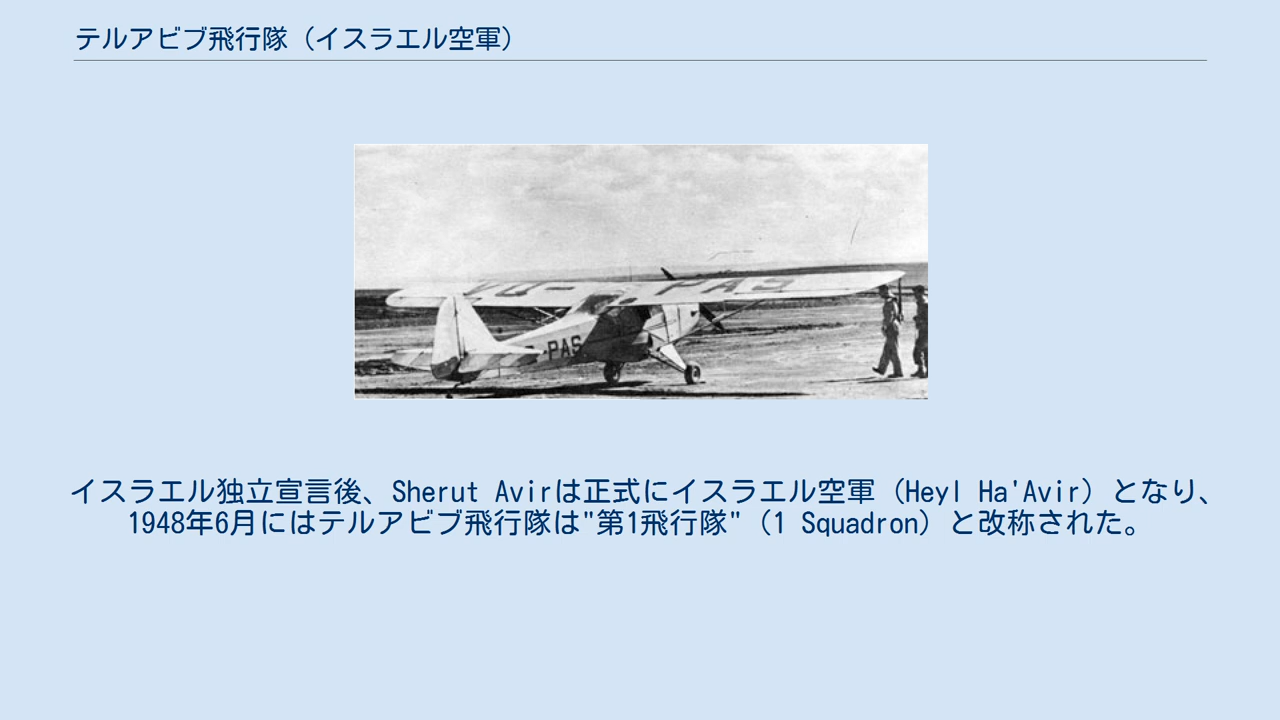 テルアビブ飛行隊（イスラエル空軍）
VQ- PAS
-PAS
イスラエル独立宣言後、Sherut Avirは正式にイスラエル空軍（Heyl Ha'Avir）となり、
1948年6月にはテルアビブ飛行隊は"第1飛行隊"（1 Squadron）と改称された。